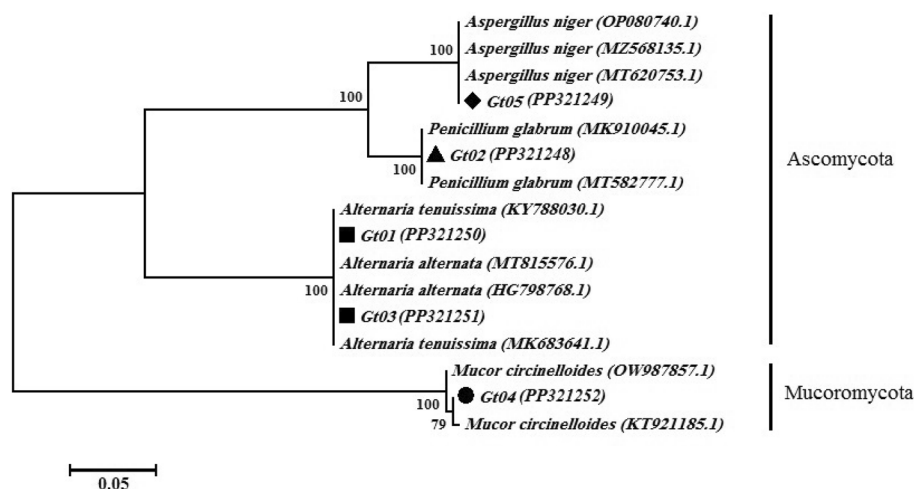 Aspergillus niger (OP080740.1)
Aspergillus niger (MZ568135.1)
100
Aspergillus niger (MT620753.1)
Gt05 (PP321249)
100
Penicillium glabrum (MK910045.1)
Gt02 (PP321248)
100
Penicillium glabrum (MT582777.1)
Ascomycota
Alternaria tenuissima (KY788030.1)
Gt01 (PP321250)
Alternaria alternata (MT815576.1)
Alternaria alternata (HG798768.1)
100
Gt03 (PP321251)
Alternaria tenuissima (MK683641.1)
Mucor circinelloides (OW987857.1)
Gt04 (PP321252)
100
79
Mucor circinelloides (KT921185.1)
Mucoromycota
0.05